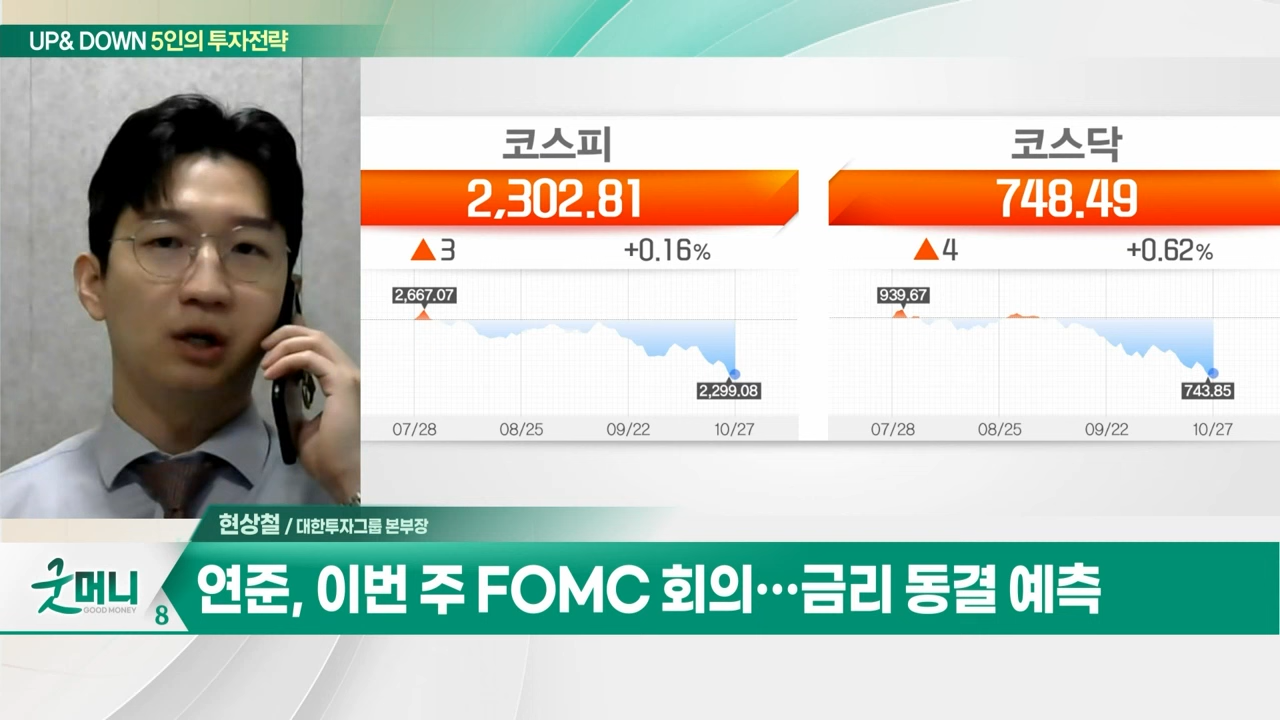 UP& DOWN 5인의 투자전략
코스피
2,302.81
▲3 +0.16%
2,667.07
2,299.08
07/28 08/25 09/22 10/27
코스닥
748.49
▲4 +0.62%
939.67
743.85
07/28 08/25 09/22 10/27
현상철 / 대한투자그룹 본부장
굿머니
GOOD MONEY
8
연준, 이번 주 FOMC 회의…금리 동결 예측